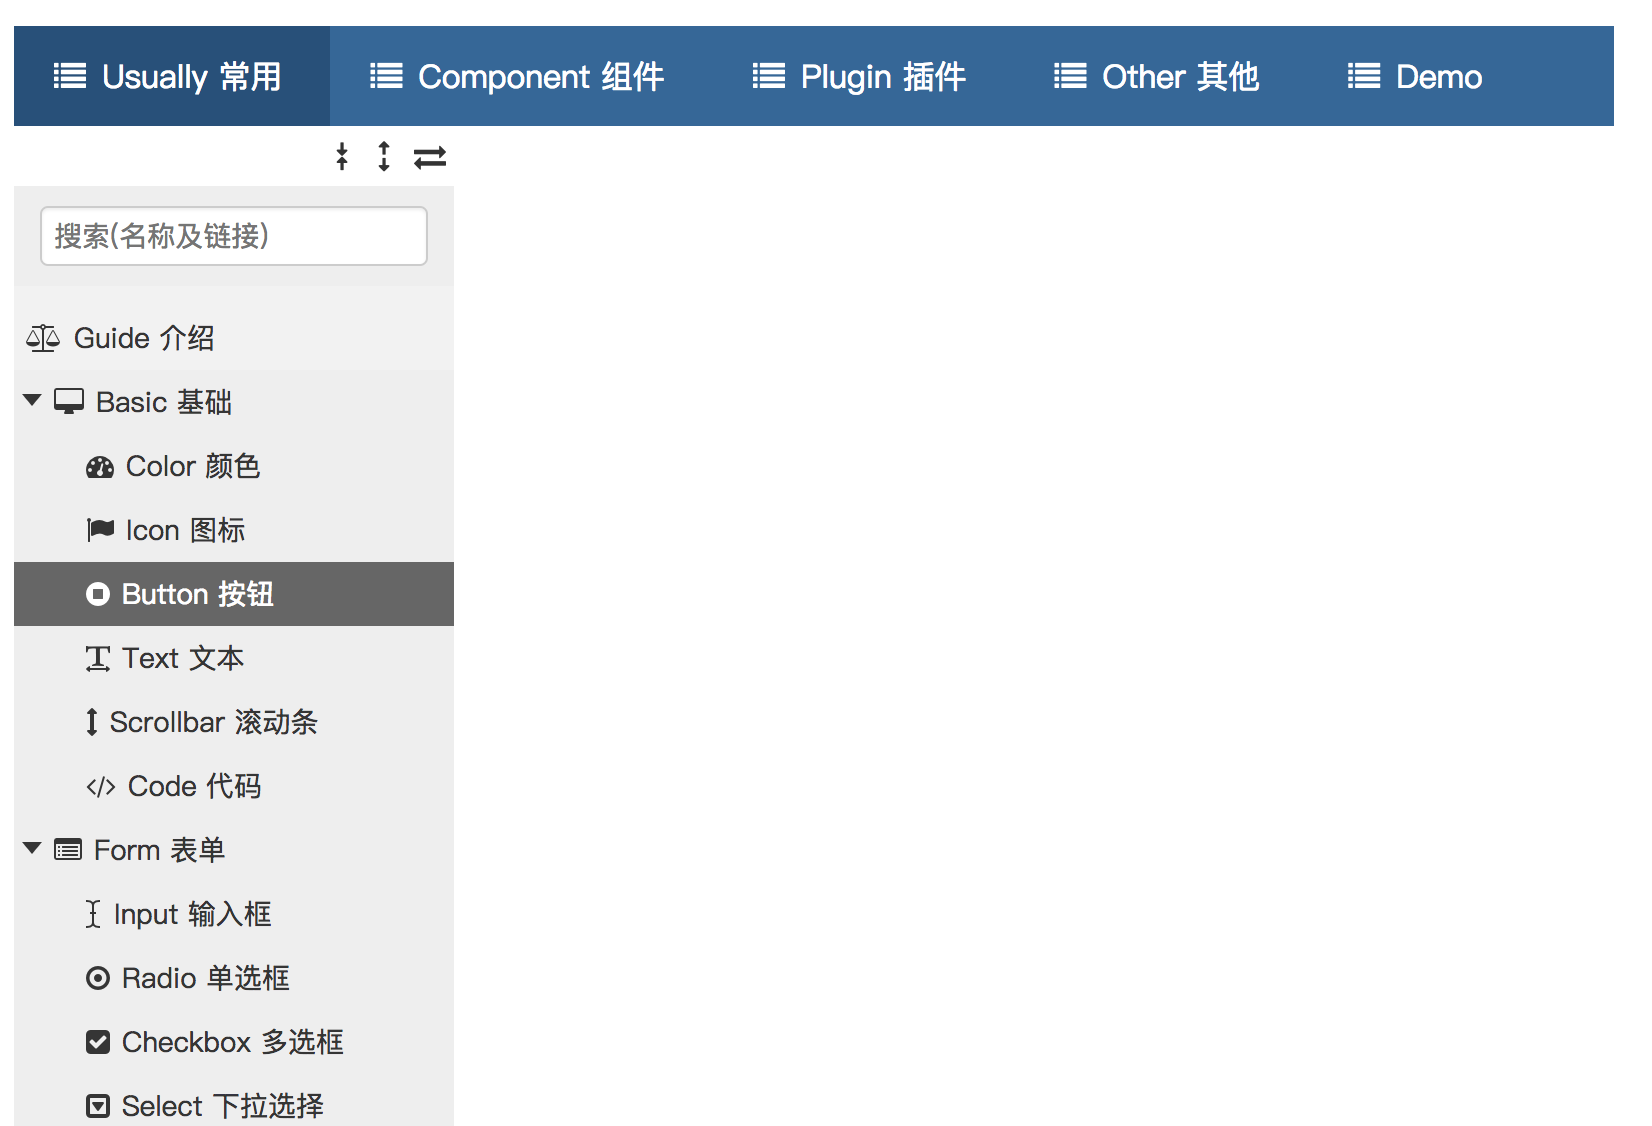 Usually 常用 Component 组件 Plugin 插件 Other 其他 Demo
搜索(名称及链接)
Guide 介绍
Basic 基础
Color 颜色
Icon 图标
Button 按钮
Text 文本
Scrollbar 滚动条
Code 代码
Form 表单
Input 输入框
Radio 单选框
Checkbox 多选框
Select 下拉选择